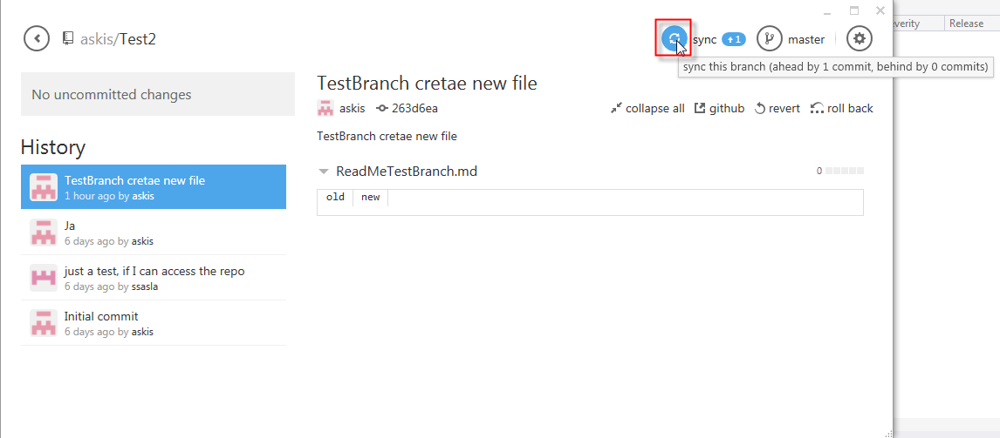 everity Release
askis/Test2
sync 1 master
sync this branch (ahead by 1 commit, behind by 0 commits)
No uncommitted changes
History
TestBranch cretae new file
1 hour ago by askis
Ja
6 days ago by askis
just a test, if I can access the repo
6 days ago by ssasla
Initial commit
6 days ago by askis
TestBranch cretae new file
askis 263d6ea collapse all github revert roll back
TestBranch cretae new file
ReadMeTestBranch.md 0
old new